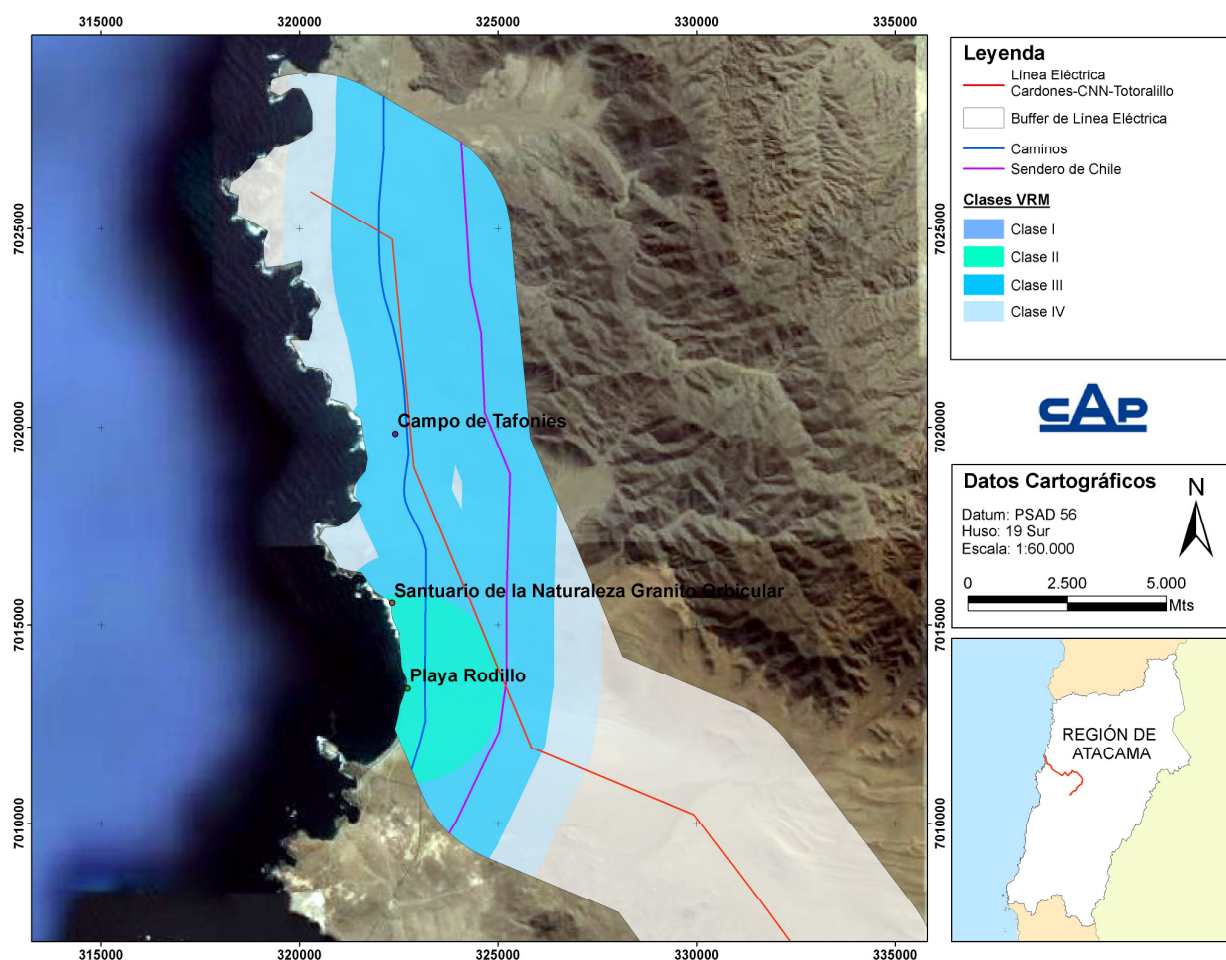 315000
320000
325000
330000
335000
7025000
7020000
7015000
7010000
Campo de Tafonies
Santuario de la Naturaleza Granito Orbicular
Playa Rodillo
315000
320000
325000
330000
335000
7025000
7020000
7015000
7010000
Leyenda
Línea Eléctrica
Cardones-CNN-Totoralillo
Buffer de Línea Eléctrica
Caminos
Sendero de Chile
Clases VRM
Clase I
Clase II
Clase III
Clase IV
CAP
Datos Cartográficos
N
Datum: PSAD 56
Huso: 19 Sur
Escala: 1:60.000
0 2.500 5.000
Mts
REGIÓN DE
ATACAMA